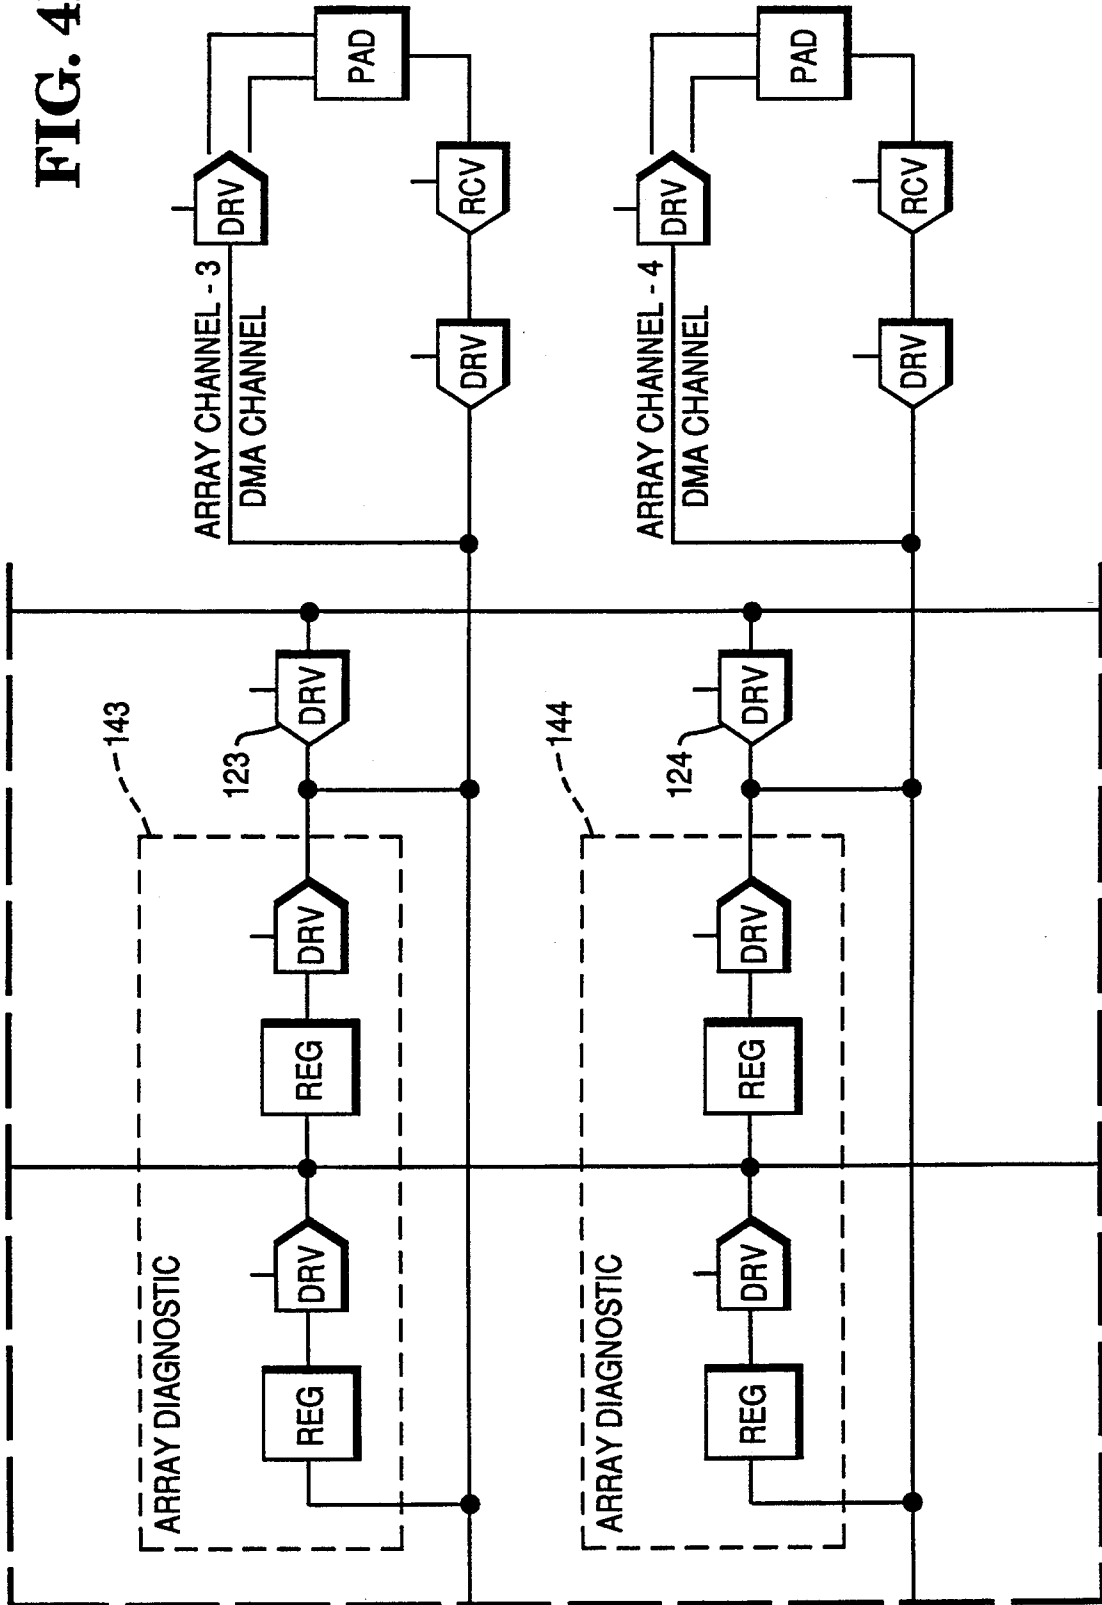 FIG. 4
143
ARRAY DIAGNOSTIC
ARRAY CHANNEL - 3
DMA CHANNEL
DRV
123
REG
DRV
REG
DRV
DRV
PAD
DRV
RCV
144
ARRAY DIAGNOSTIC
ARRAY CHANNEL - 4
DMA CHANNEL
DRV
124
REG
DRV
REG
DRV
DRV
PAD
DRV
RCV